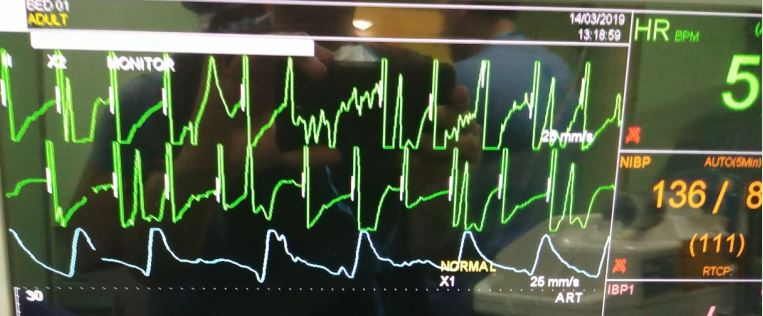 BED 01
ADULT
14/03/2019
13:18:59
II X2 MONITOR
25 mm/s
NORMAL
X1
25 mm/s
ART
30
HR BPM
5
NIBP AUTO(5Min)
136 / 8
(111)
RTCP:
IBP1